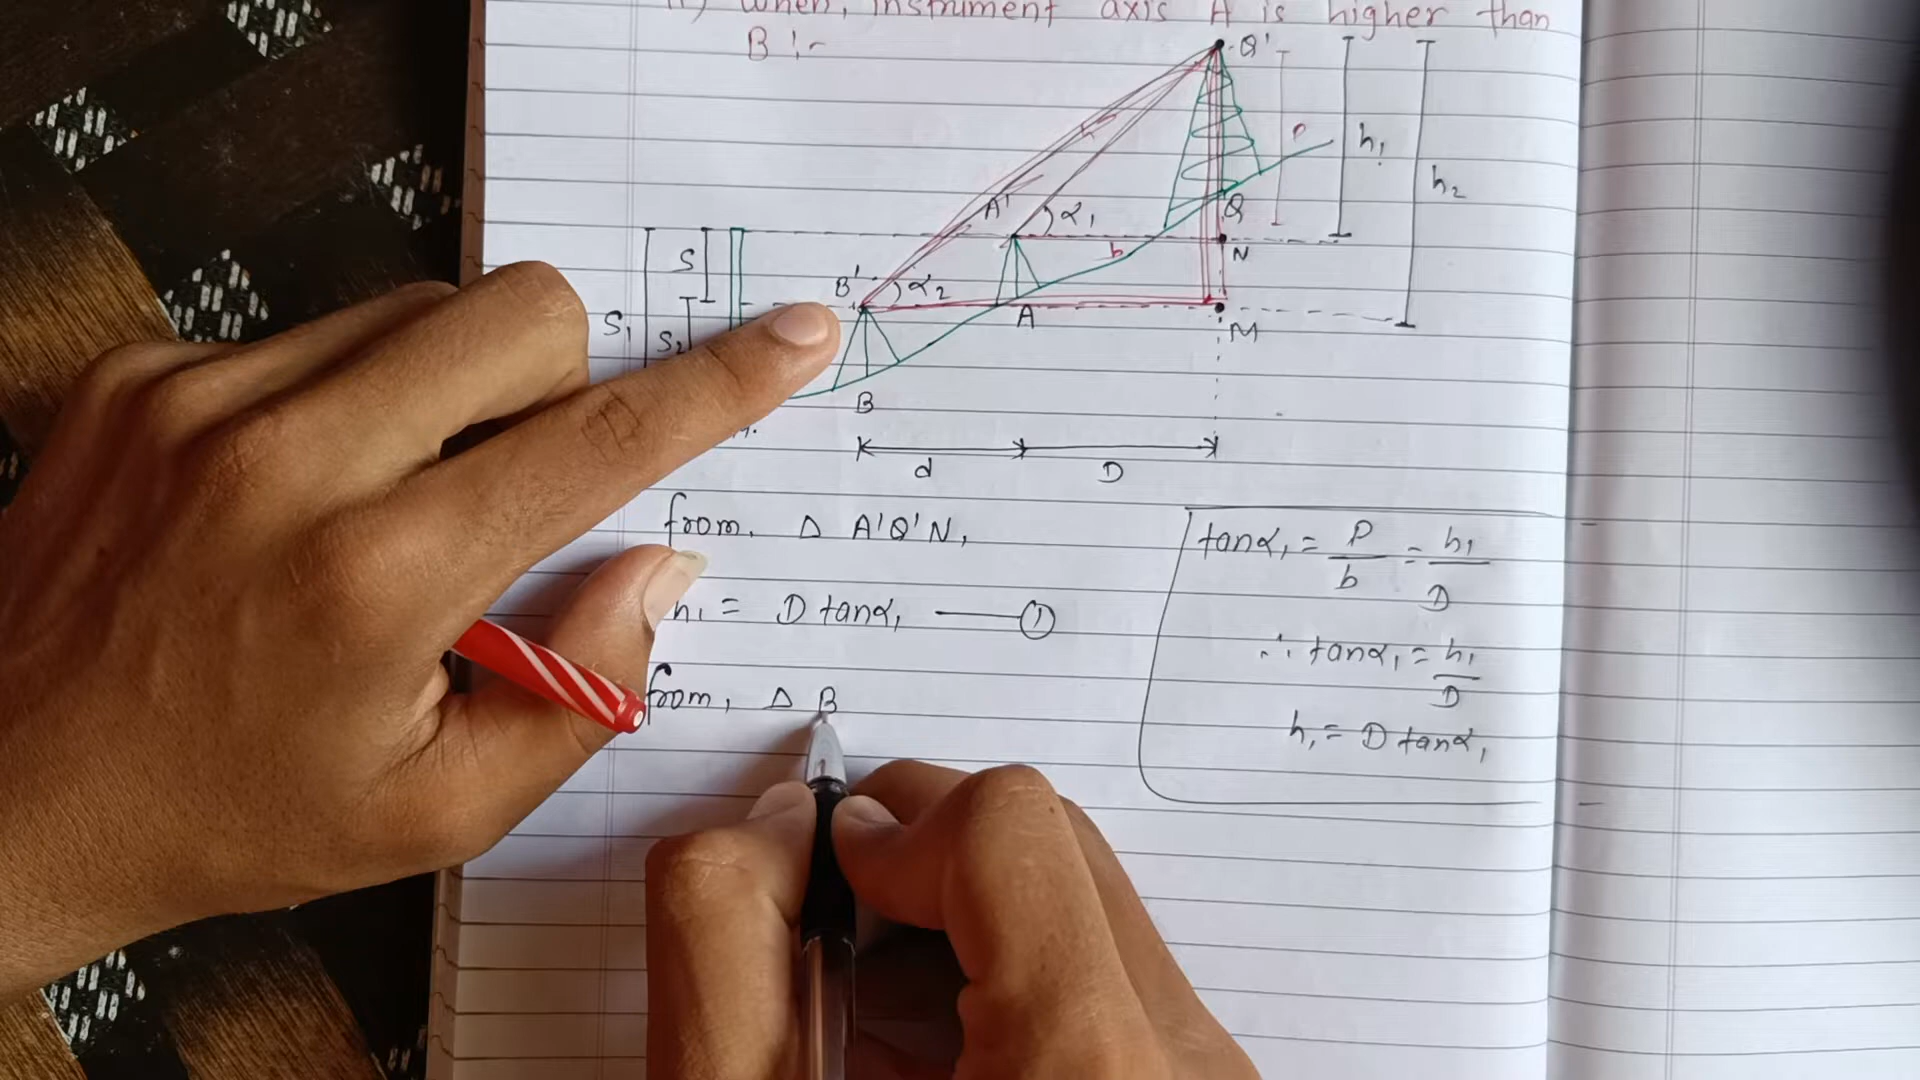 ii) when, instrument axis A is higher than
B :-
Q'
P
h₁
h₂
A'
α₁
Q
b
N
S
B'
α₂
A
M
S₁
S₂
B
d
D
from, Δ A'Q'N,
h₁ = D tanα₁ —— ①
from, Δ B
tanα₁ = P/b = h₁/D
∴ tanα₁ = h₁/D
h₁ = D tanα₁